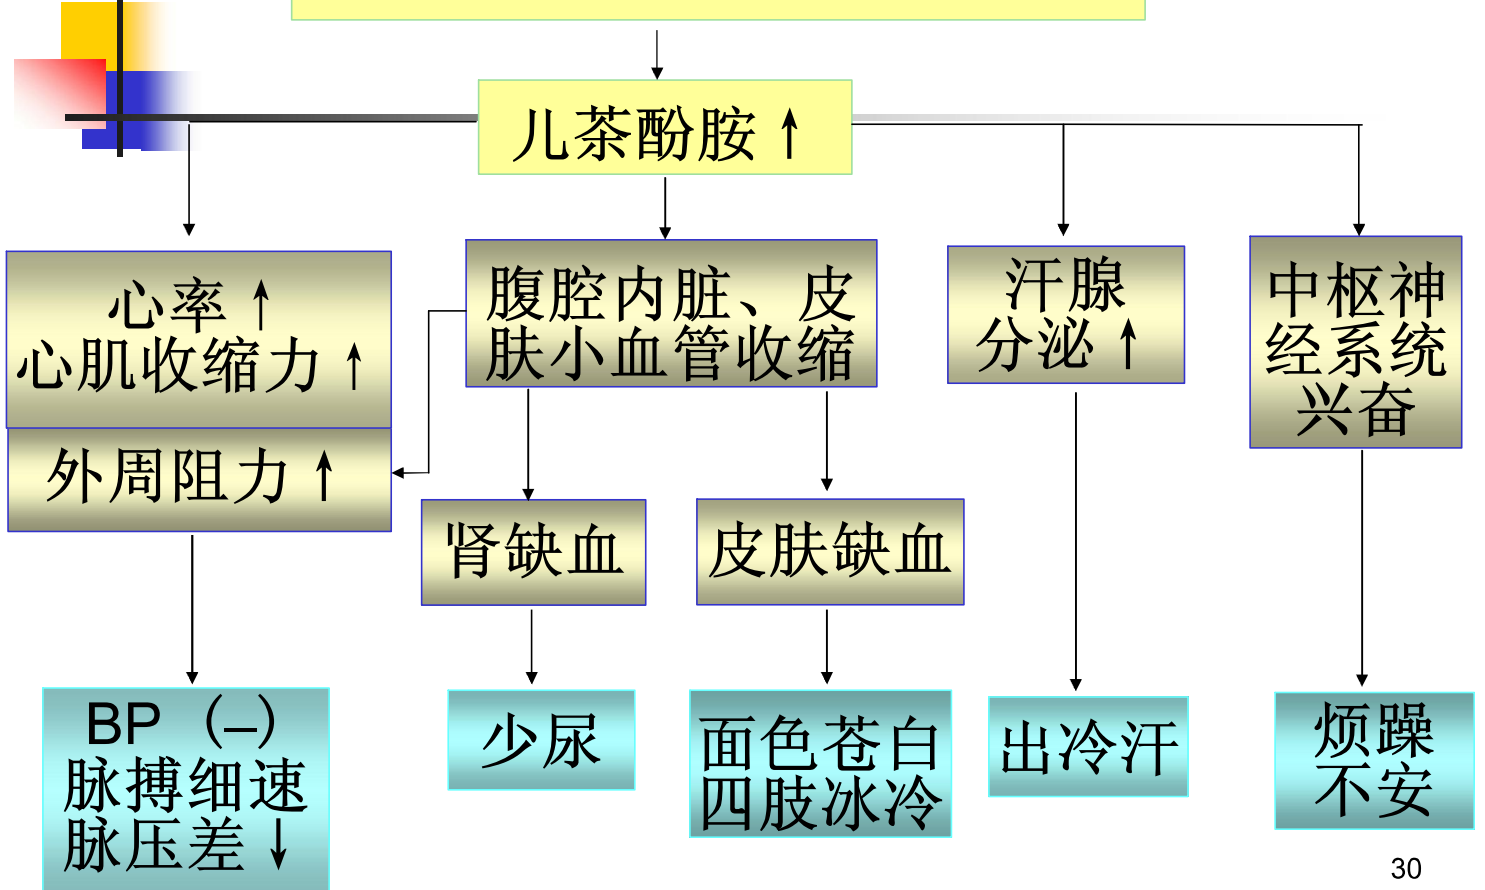 儿茶酚胺↑
心率↑
心肌收缩力↑
外周阻力↑
腹腔内脏、皮
肤小血管收缩
汗腺
分泌↑
中枢神
经系统
兴奋
肾缺血
皮肤缺血
BP（–）
脉搏细速
脉压差↓
少尿
面色苍白
四肢冰冷
出冷汗
烦躁
不安
30